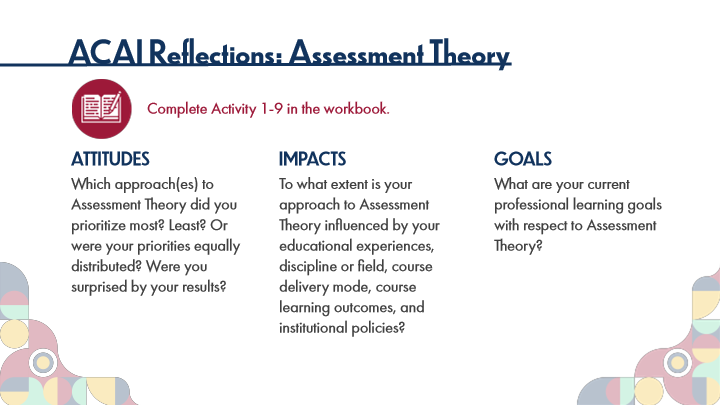 ACAI Reflections: Assessment Theory
Complete Activity 1-9 in the workbook.
ATTITUDES
Which approach(es) to
Assessment Theory did you
prioritize most? Least? Or
were your priorities equally
distributed? Were you
surprised by your results?
IMPACTS
To what extent is your
approach to Assessment
Theory influenced by your
educational experiences,
discipline or field, course
delivery mode, course
learning outcomes, and
institutional policies?
GOALS
What are your current
professional learning goals
with respect to Assessment
Theory?